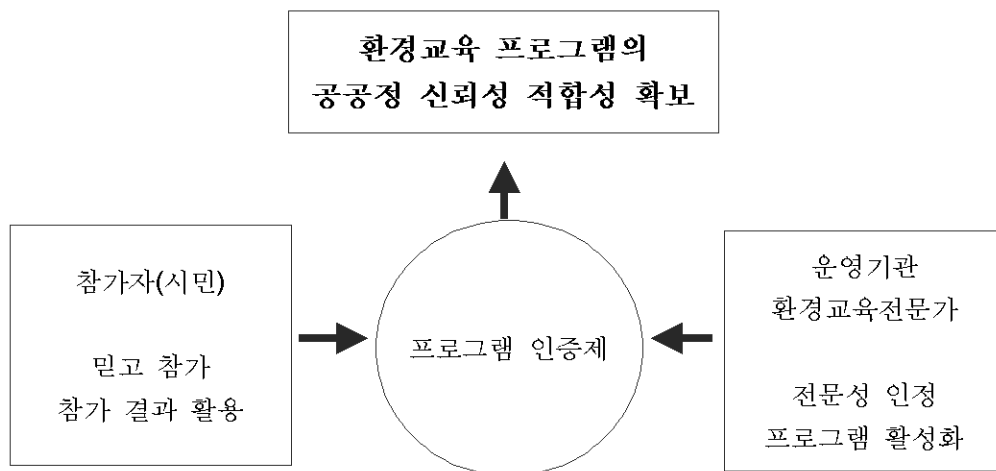 환경교육 프로그램의
공공정 신뢰성 적합성 확보
참가자(시민)
믿고 참가
참가 결과 활용
프로그램 인증제
운영기관
환경교육전문가
전문성 인정
프로그램 활성화